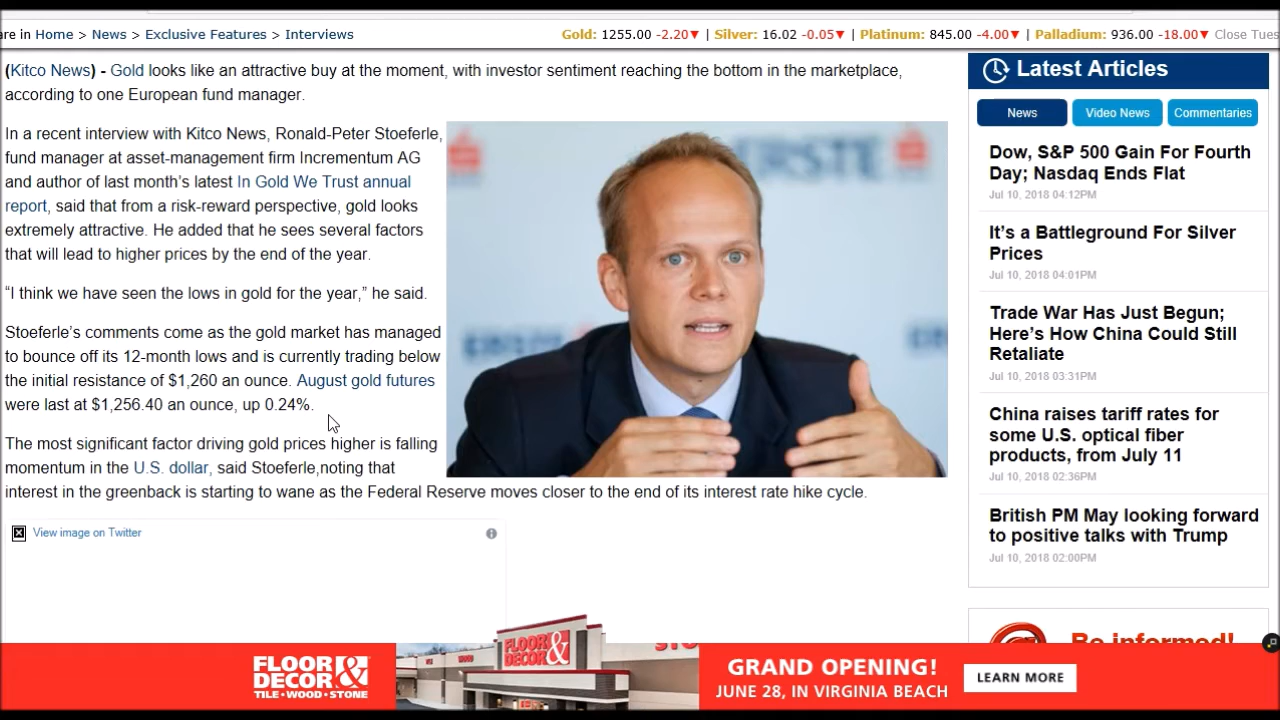 are in Home > News > Exclusive Features > Interviews
Gold: 1255.00 -2.20▼ | Silver: 16.02 -0.05▼ | Platinum: 845.00 -4.00▼ | Palladium: 936.00 -18.00▼ Close Tues
(Kitco News) - Gold looks like an attractive buy at the moment, with investor sentiment reaching the bottom in the marketplace,
according to one European fund manager.
In a recent interview with Kitco News, Ronald-Peter Stoeferle,
fund manager at asset-management firm Incrementum AG
and author of last month’s latest In Gold We Trust annual
report, said that from a risk-reward perspective, gold looks
extremely attractive. He added that he sees several factors
that will lead to higher prices by the end of the year.
“I think we have seen the lows in gold for the year,” he said.
Stoeferle’s comments come as the gold market has managed
to bounce off its 12-month lows and is currently trading below
the initial resistance of $1,260 an ounce. August gold futures
were last at $1,256.40 an ounce, up 0.24%.
The most significant factor driving gold prices higher is falling
momentum in the U.S. dollar, said Stoeferle,noting that
interest in the greenback is starting to wane as the Federal Reserve moves closer to the end of its interest rate hike cycle.
ERSTE
View image on Twitter
Latest Articles
News
Video News
Commentaries
Dow, S&P 500 Gain For Fourth
Day; Nasdaq Ends Flat
Jul 10, 2018 04:12PM
It’s a Battleground For Silver
Prices
Jul 10, 2018 04:01PM
Trade War Has Just Begun;
Here’s How China Could Still
Retaliate
Jul 10, 2018 03:31PM
China raises tariff rates for
some U.S. optical fiber
products, from July 11
Jul 10, 2018 02:36PM
British PM May looking forward
to positive talks with Trump
Jul 10, 2018 02:00PM
Be informed!
FLOOR &
DECOR
TILE • WOOD • STONE
FLOOR &
DECOR
GRAND OPENING!
JUNE 28, IN VIRGINIA BEACH
LEARN MORE